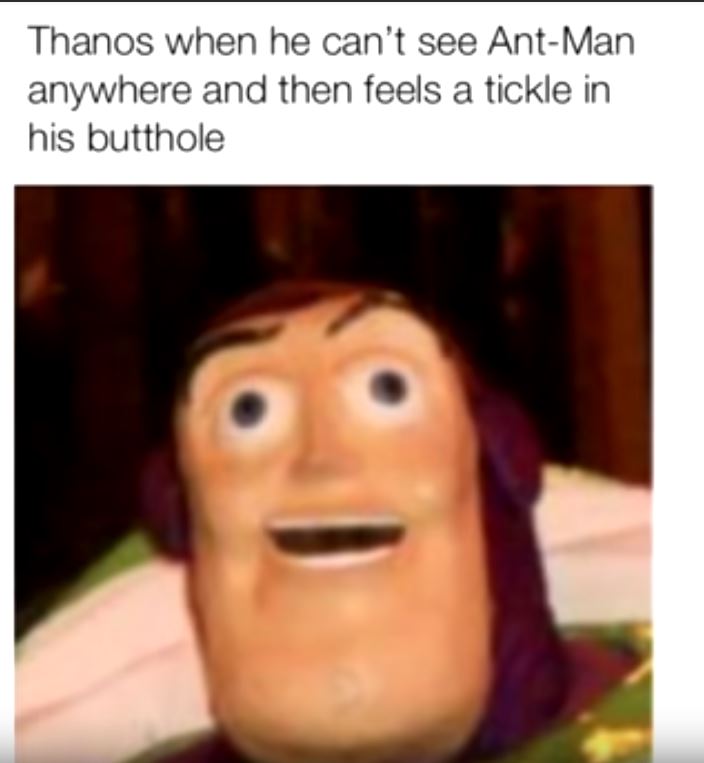 Thanos when he can’t see Ant-Man
anywhere and then feels a tickle in
his butthole